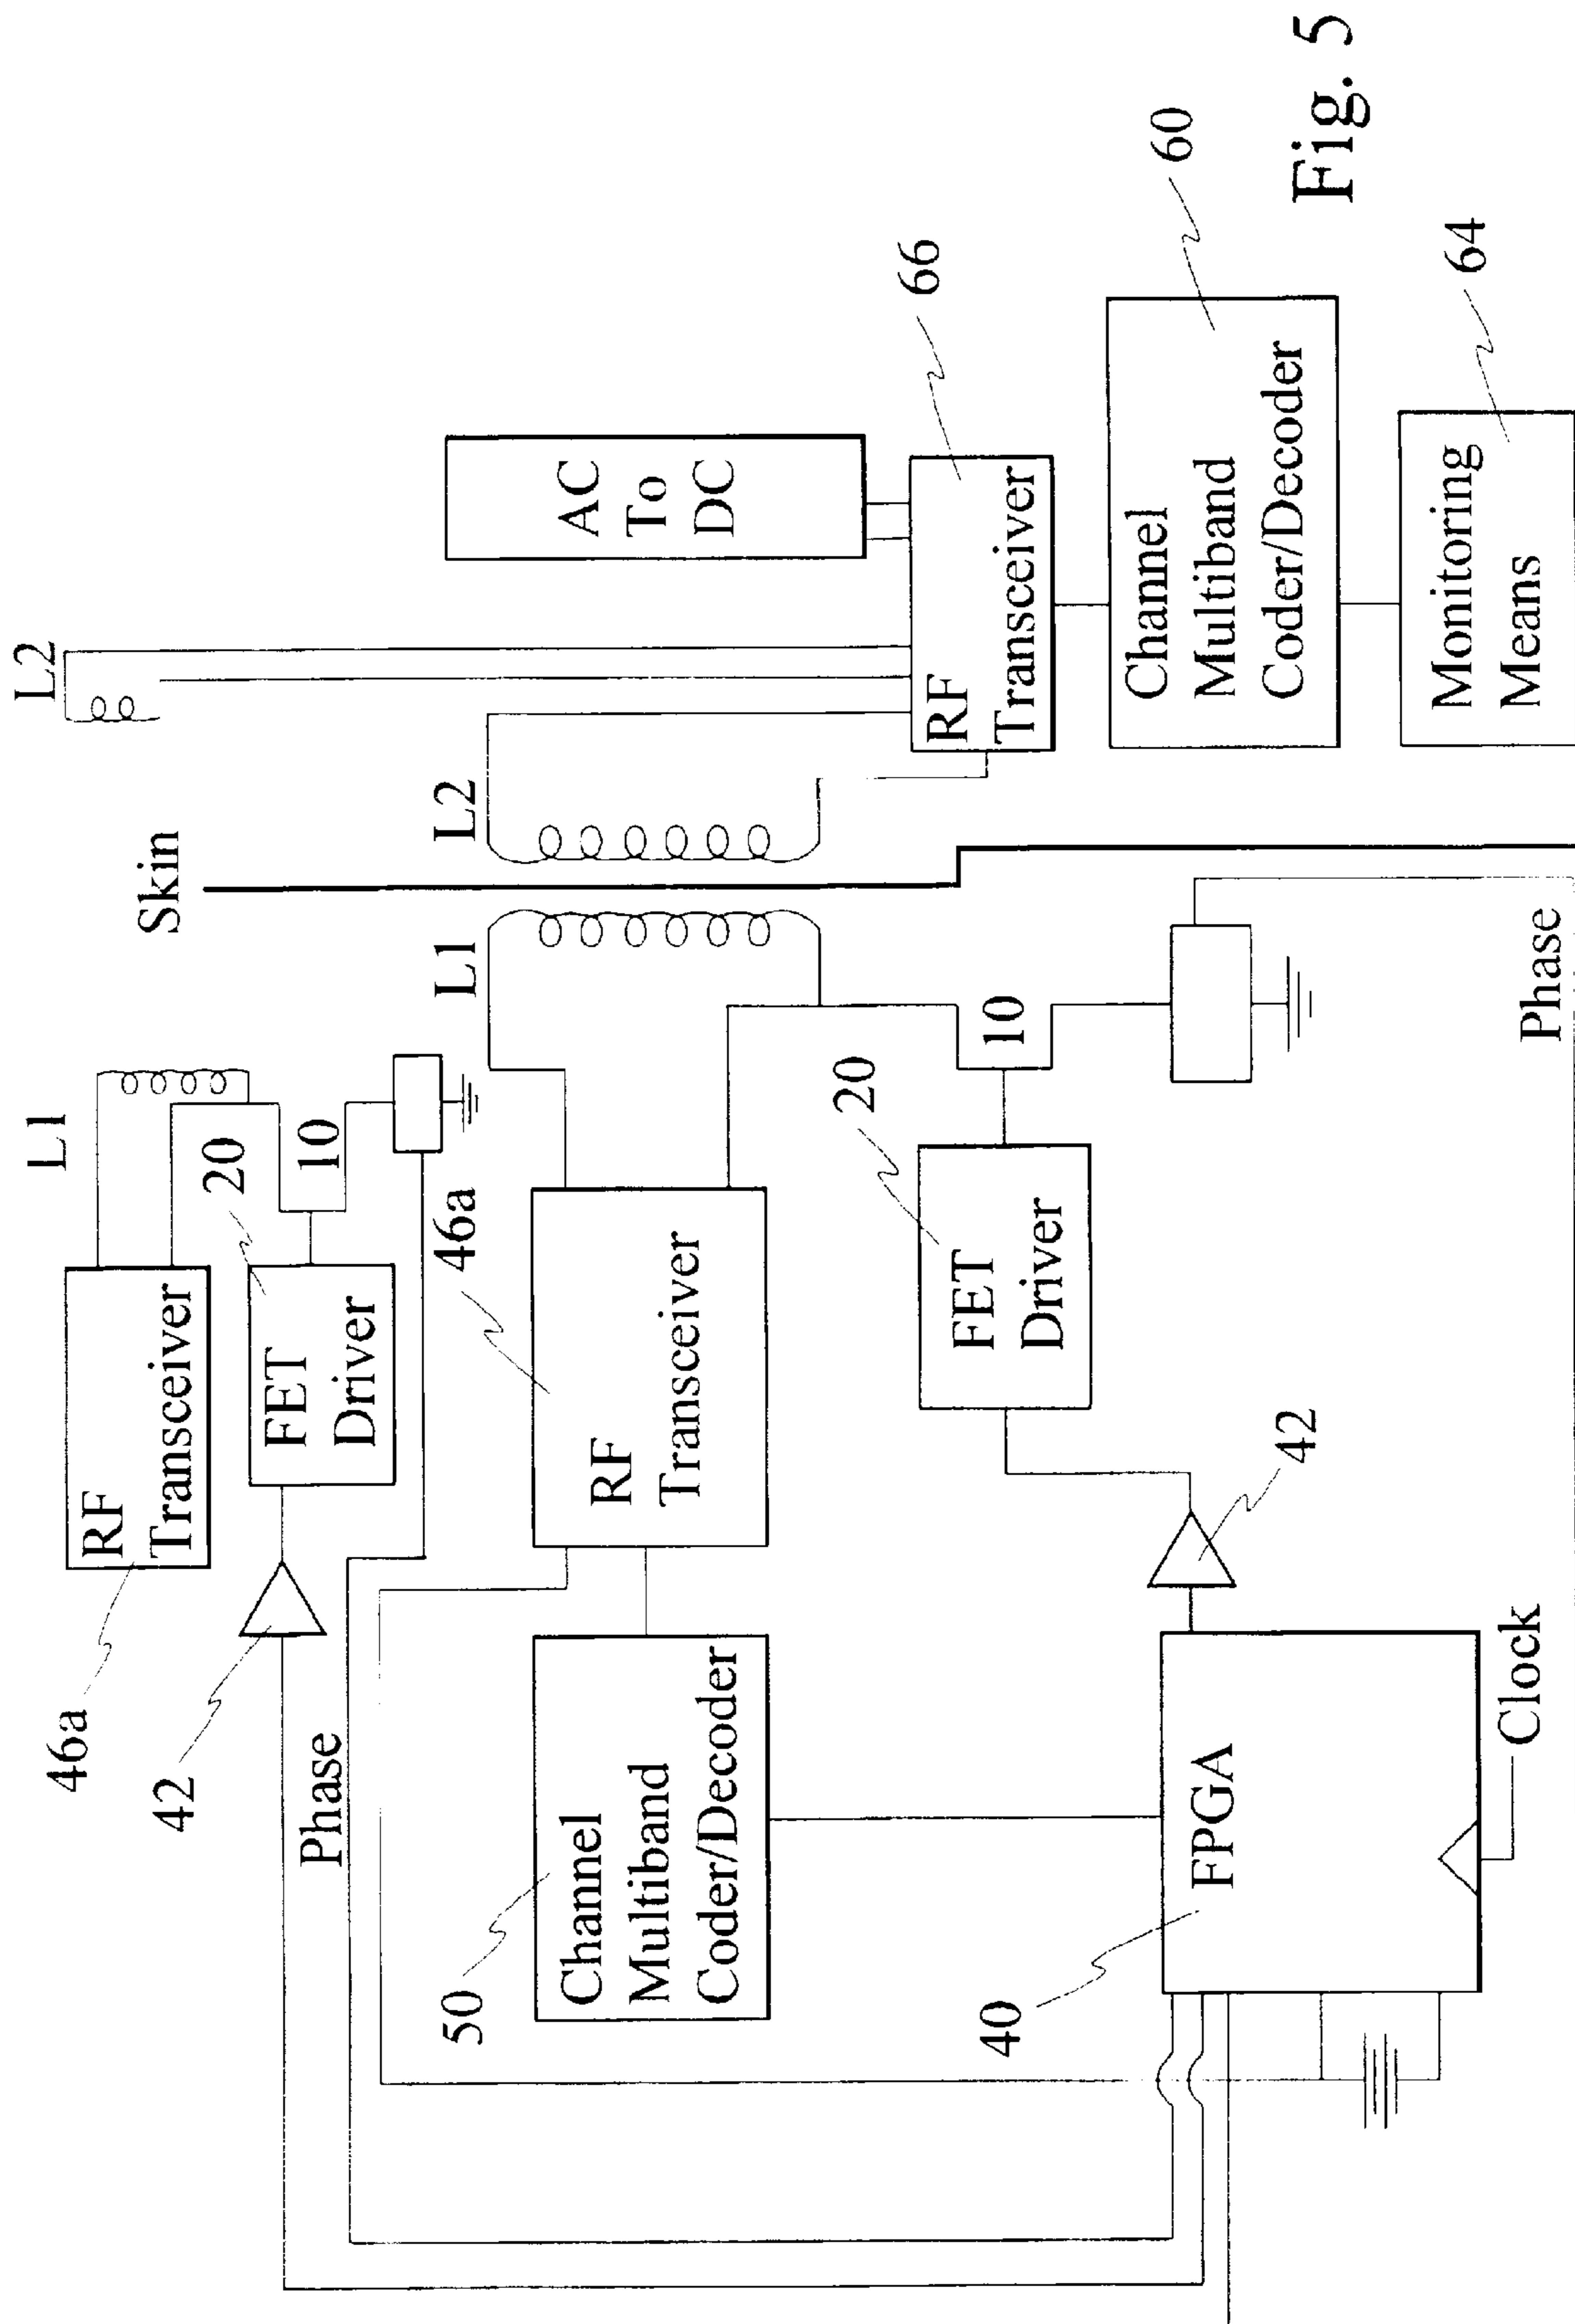 L1
Skin
L2
RF
Transceiver
46a
20
10
42
FET
Driver
Phase
L1
L2
AC
To
DC
46a
RF
Transceiver
66
RF
Transceiver
50
Channel
Multiband
Coder/Decoder
20
10
FET
Driver
60
Channel
Multiband
Coder/Decoder
42
40
FPGA
Clock
Phase
64
Monitoring
Means
Fig. 5